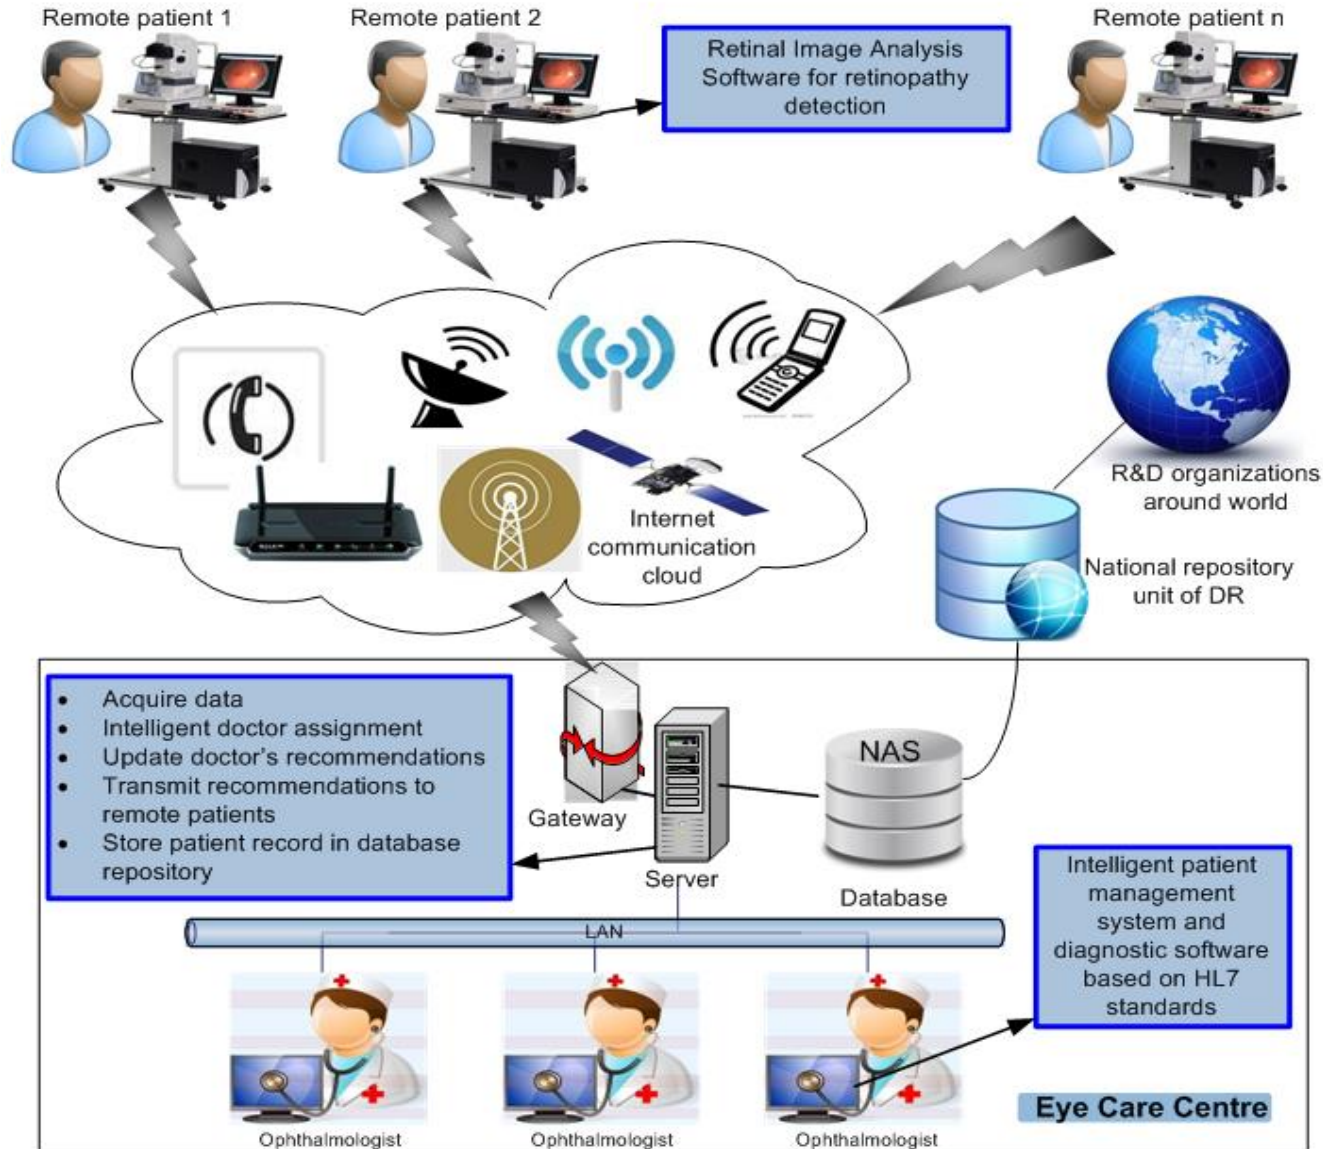 Remote patient 1
Remote patient 2
Remote patient n
Retinal Image Analysis
Software for retinopathy
detection
R&D organizations
around world
Internet
communication
cloud
National repository
unit of DR
• Acquire data
• Intelligent doctor assignment
• Update doctor's recommendations
• Transmit recommendations to
remote patients
• Store patient record in database
repository
Gateway
Server
NAS
Database
LAN
Intelligent patient
management
system and
diagnostic software
based on HL7
standards
Ophthalmologist
Ophthalmologist
Ophthalmologist
Eye Care Centre